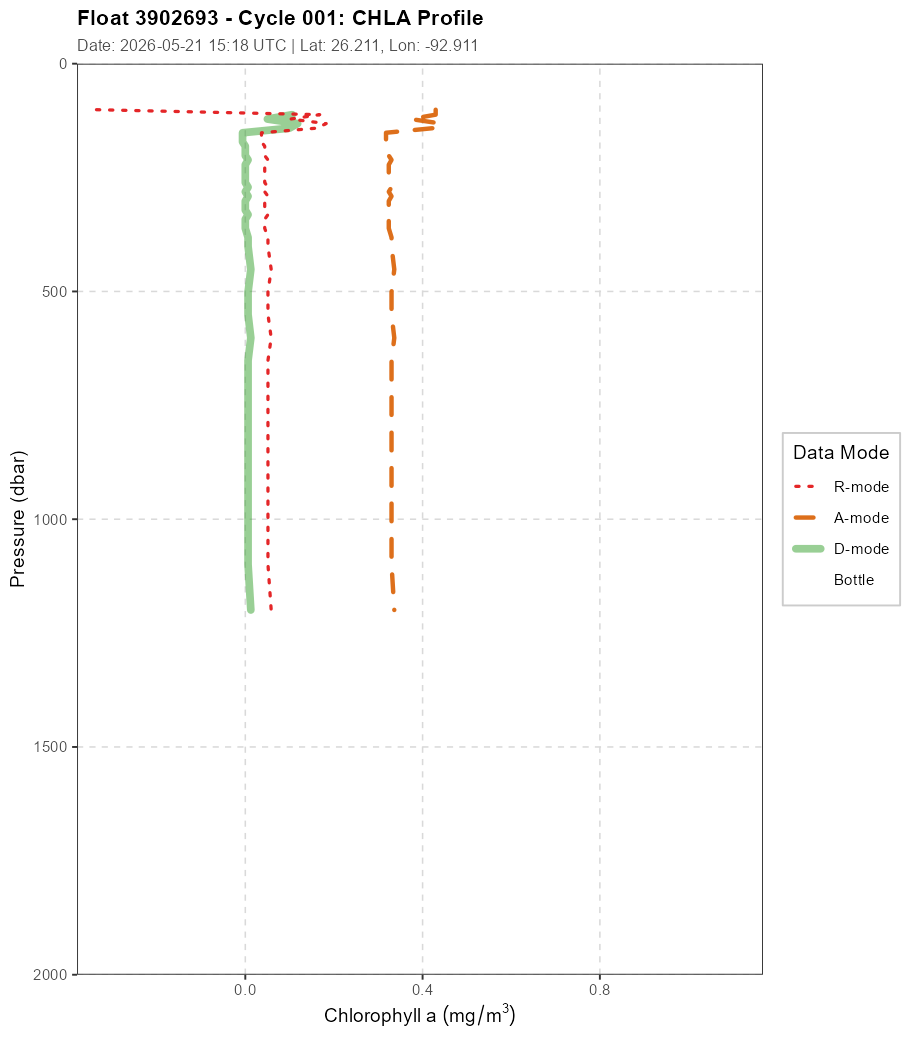 Float 3902693 - Cycle 001: CHLA Profile
Date: 2026-05-21 15:18 UTC | Lat: 26.211, Lon: -92.911
0
500
1000
1500
2000
Pressure (dbar)
0.0 0.4 0.8
Chlorophyll a (mg/m³)
Data Mode
R-mode
A-mode
D-mode
Bottle